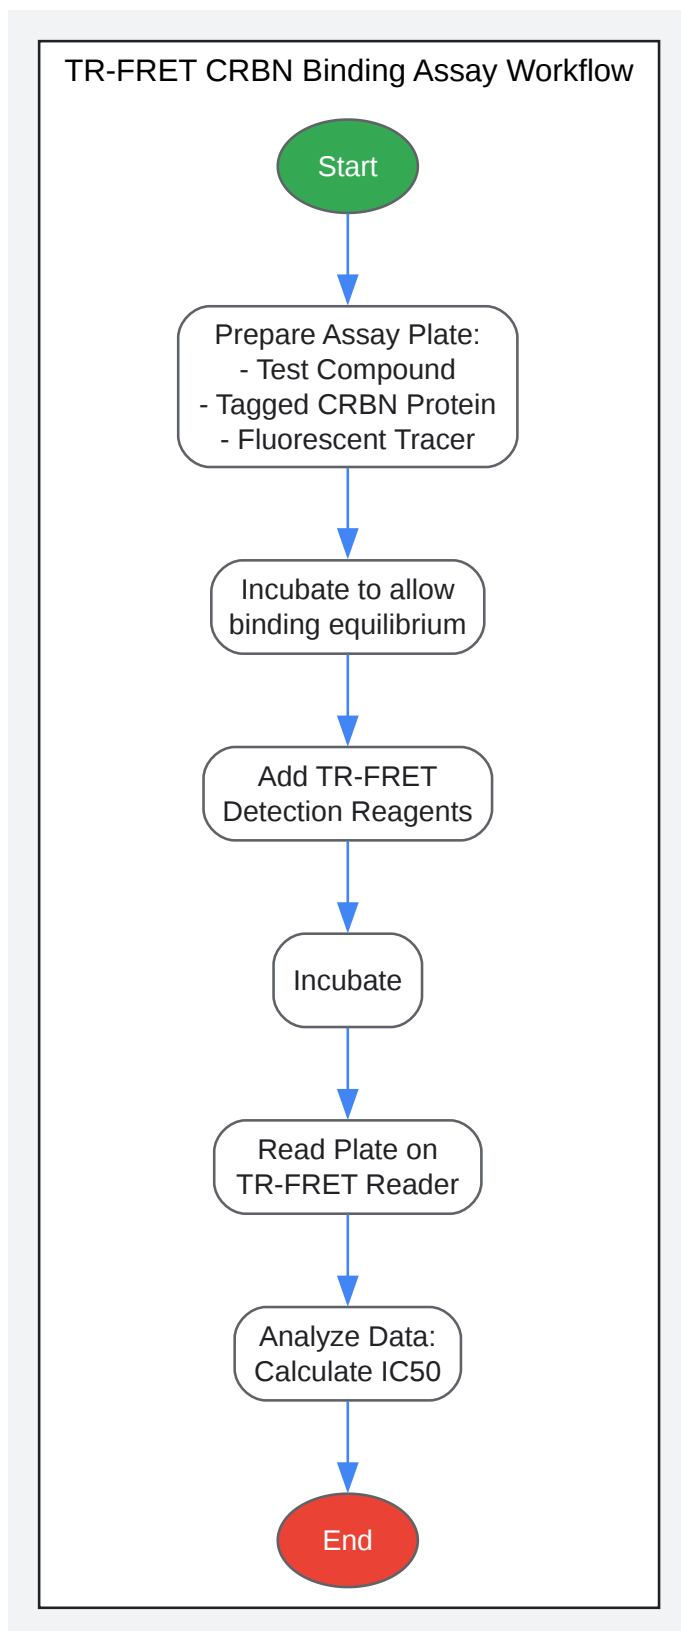 TR-FRET CRBN Binding Assay Workflow
Start
Prepare Assay Plate:
- Test Compound
- Tagged CRBN Protein
- Fluorescent Tracer
Incubate to allow
binding equilibrium
Add TR-FRET
Detection Reagents
Incubate
Read Plate on
TR-FRET Reader
Analyze Data:
Calculate IC50
End